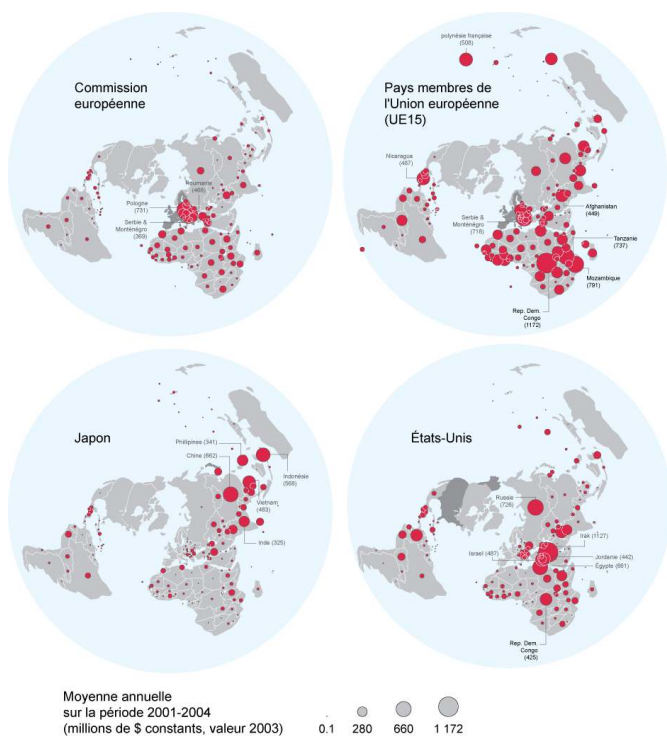 Commission
européenne
Roumanie
(468)
Pologne
(731)
Serbie &
Monténégro
(369)
polynésie française
(508)
Pays membres de
l'Union européenne
(UE15)
Nicaragua
(487)
Serbie &
Monténégro
(718)
Afghanistan
(449)
Tanzanie
(737)
Mozambique
(791)
Rep. Dem.
Congo
(1172)
Japon
Philipines (341)
Chine (662)
Indonésie
(568)
Vietnam
(483)
Inde (325)
États-Unis
Russie
(726)
Irak (1127)
Israel (487)
Jordanie (442)
Égypte (661)
Rep. Dem.
Congo
(425)
Moyenne annuelle
sur la période 2001-2004
(millions de $ constants, valeur 2003)
0.1 280 660 1 172